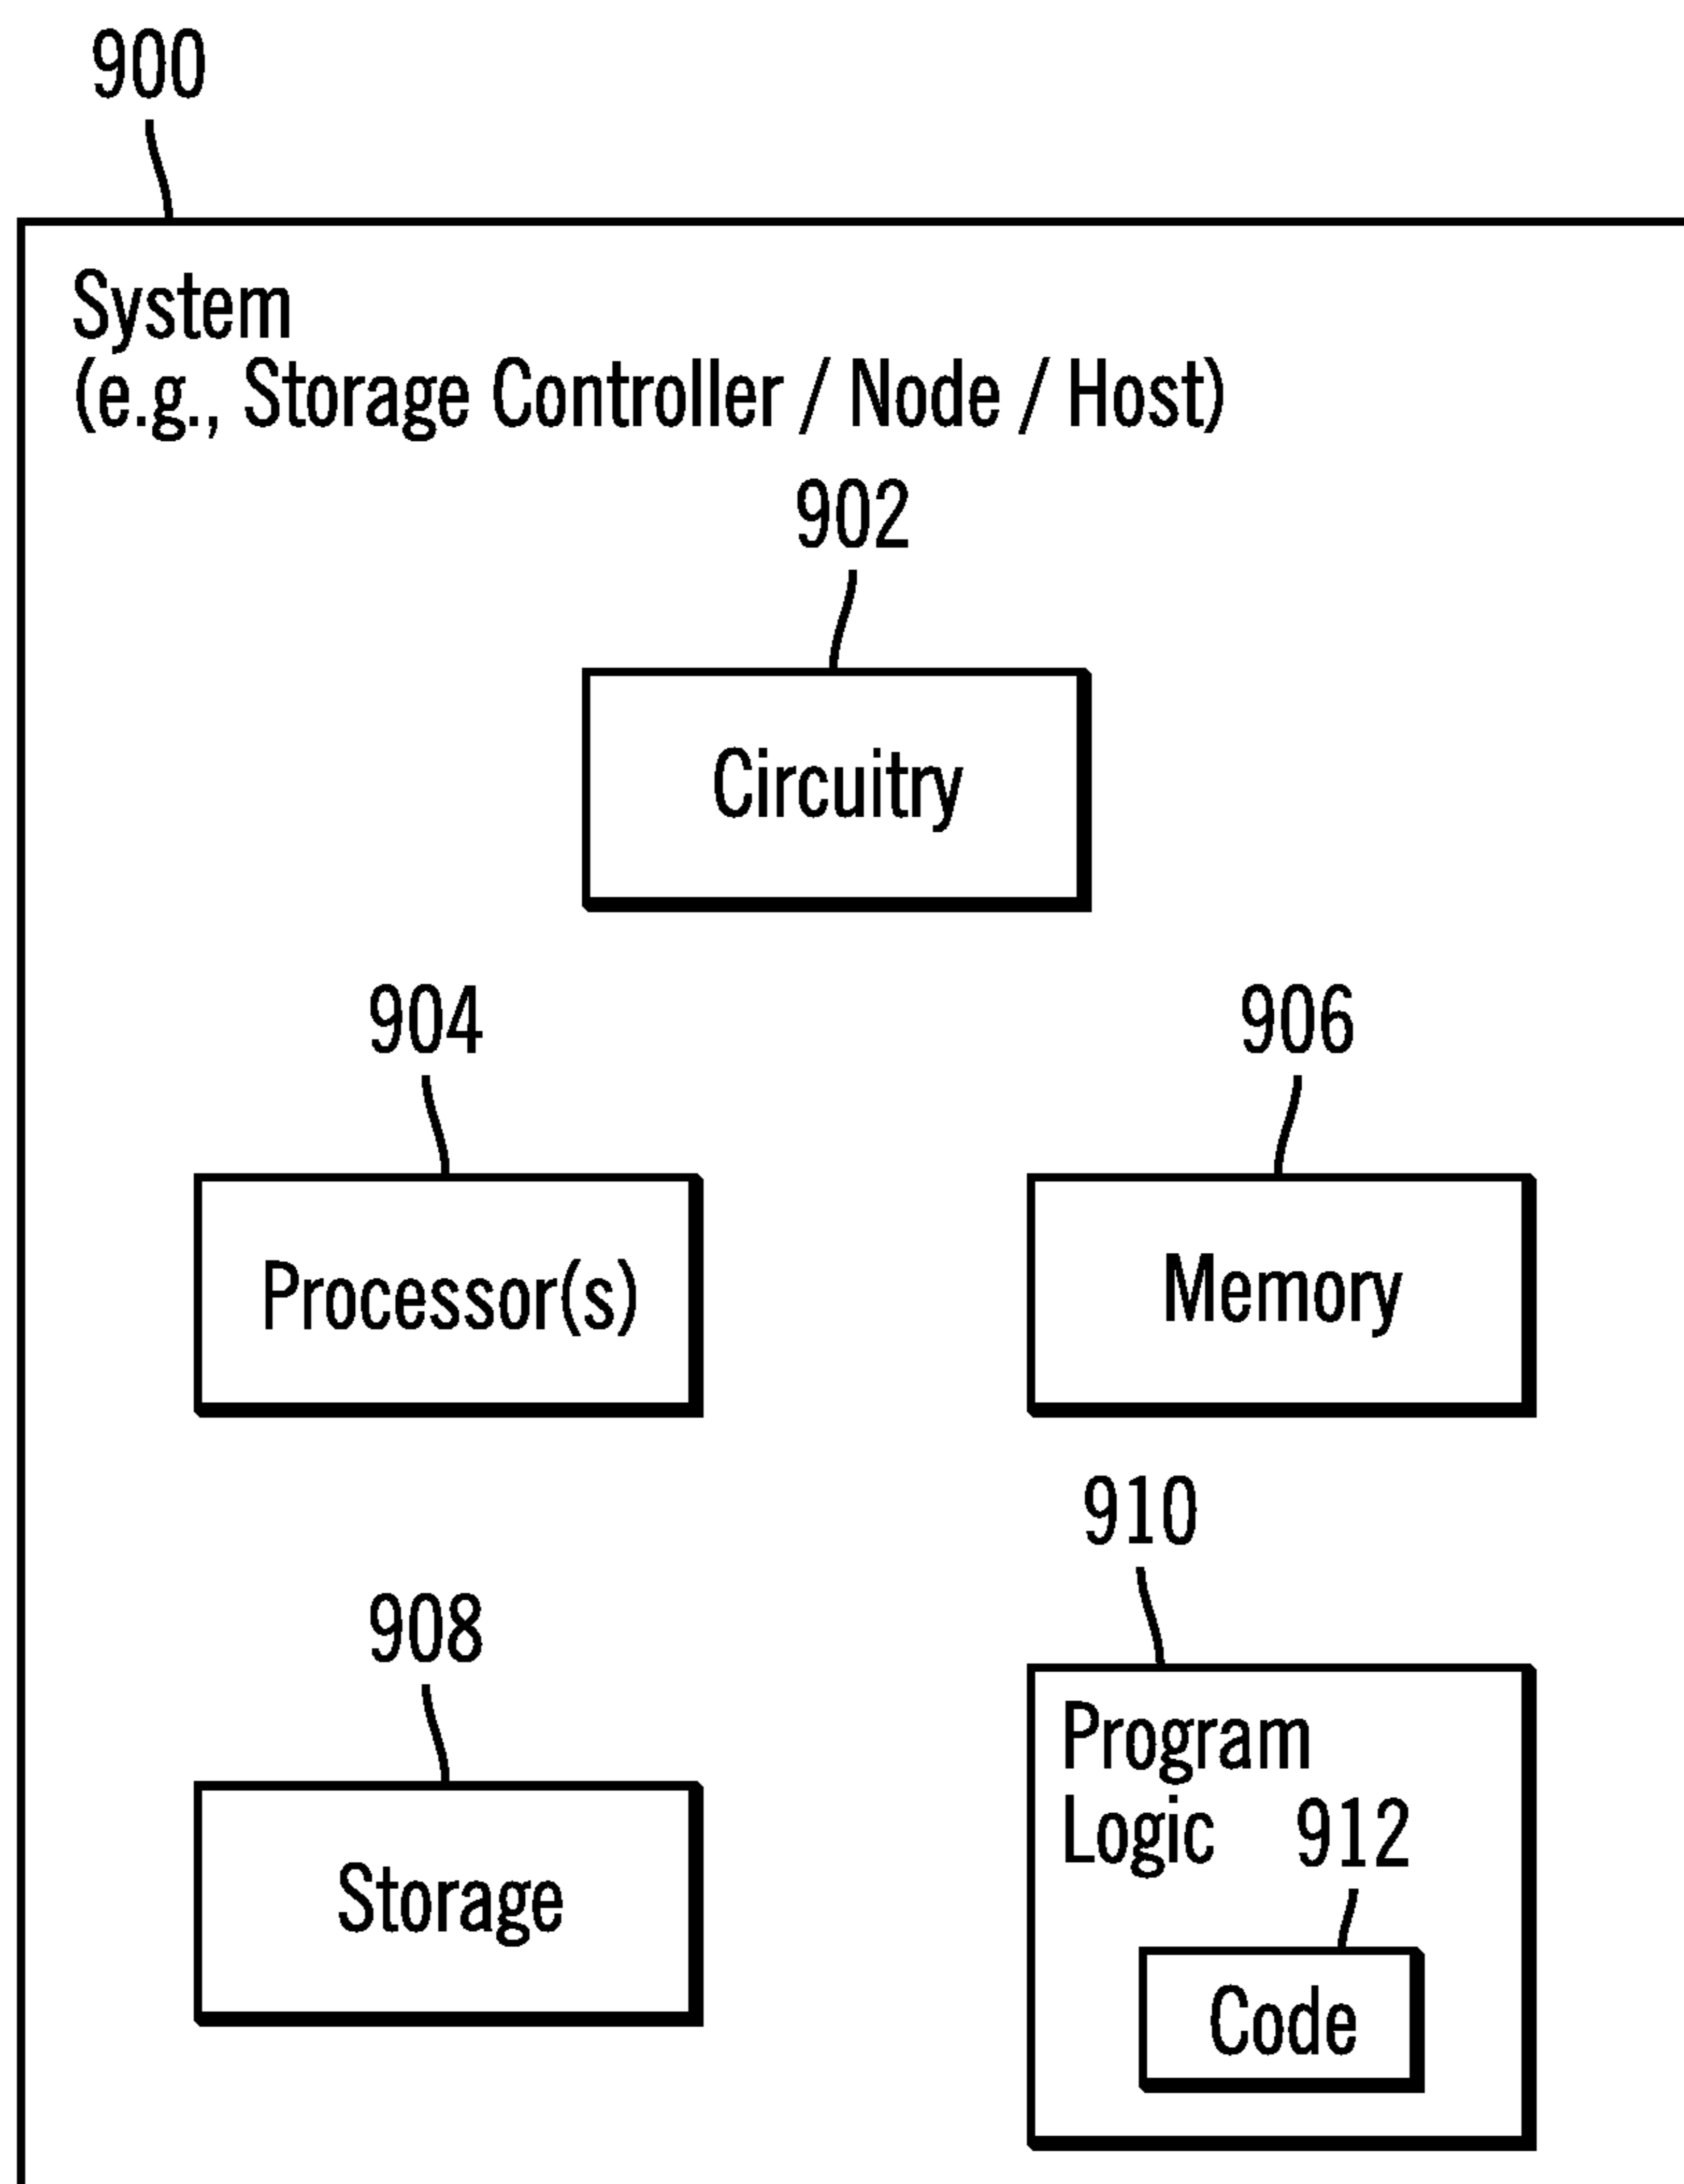 900
System
(e.g., Storage Controller / Node / Host)
902
Circuitry
904
906
Processor(s)
Memory
910
908
Program
Logic
912
Storage
Code